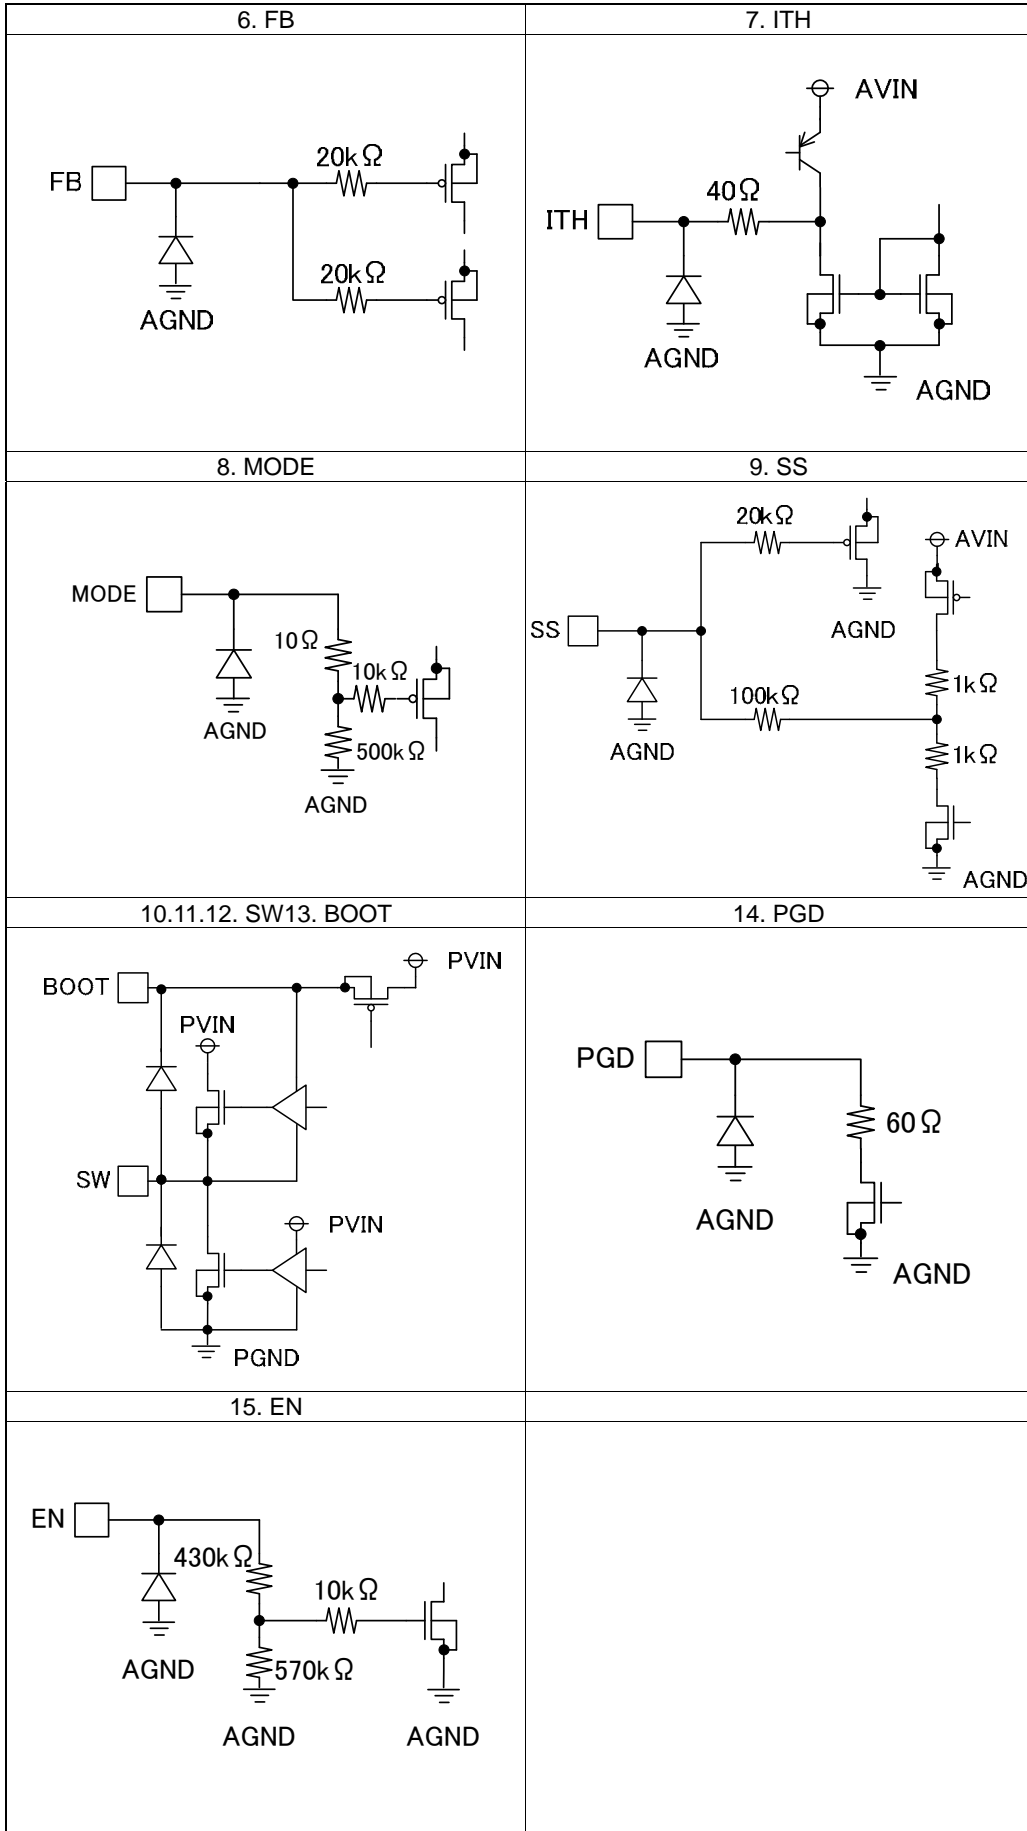 6. FB
7. ITH
FB
20kΩ
20kΩ
AGND
AVIN
ITH
40Ω
AGND
AGND
8. MODE
9. SS
MODE
10Ω
10kΩ
500kΩ
AGND
AGND
20kΩ
AVIN
AGND
SS
1kΩ
100kΩ
1kΩ
AGND
AGND
10.11.12. SW13. BOOT
14. PGD
BOOT
PVIN
PVIN
SW
PVIN
PGND
PGD
60Ω
AGND
AGND
15. EN
EN
430kΩ
10kΩ
570kΩ
AGND
AGND
AGND